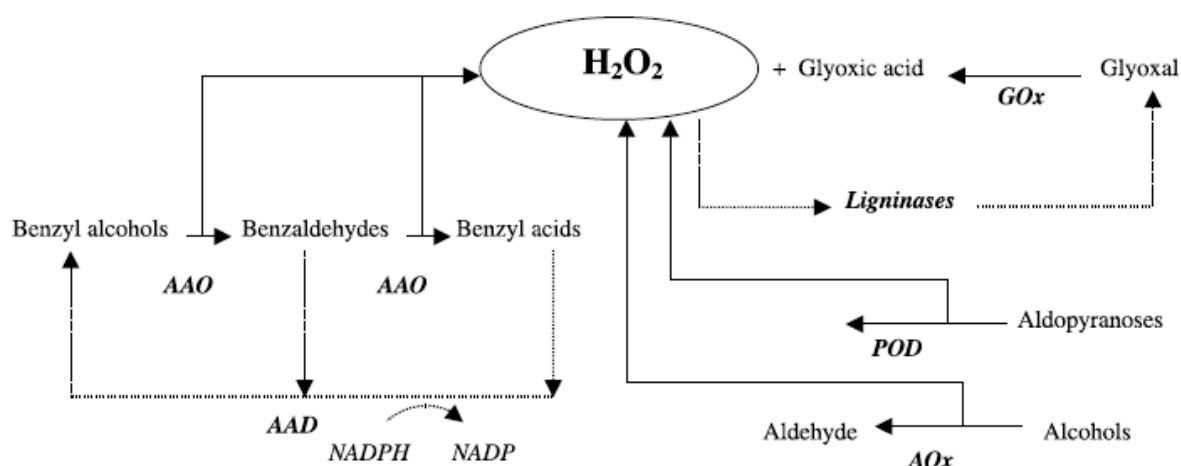 H₂O₂
+ Glyoxic acid
Glyoxal
GOx
Ligninases
Benzyl alcohols
Benzaldehydes
Benzyl acids
AAO
AAO
Aldopyranoses
POD
AAD
NADPH
NADP
Aldehyde
Alcohols
AOx